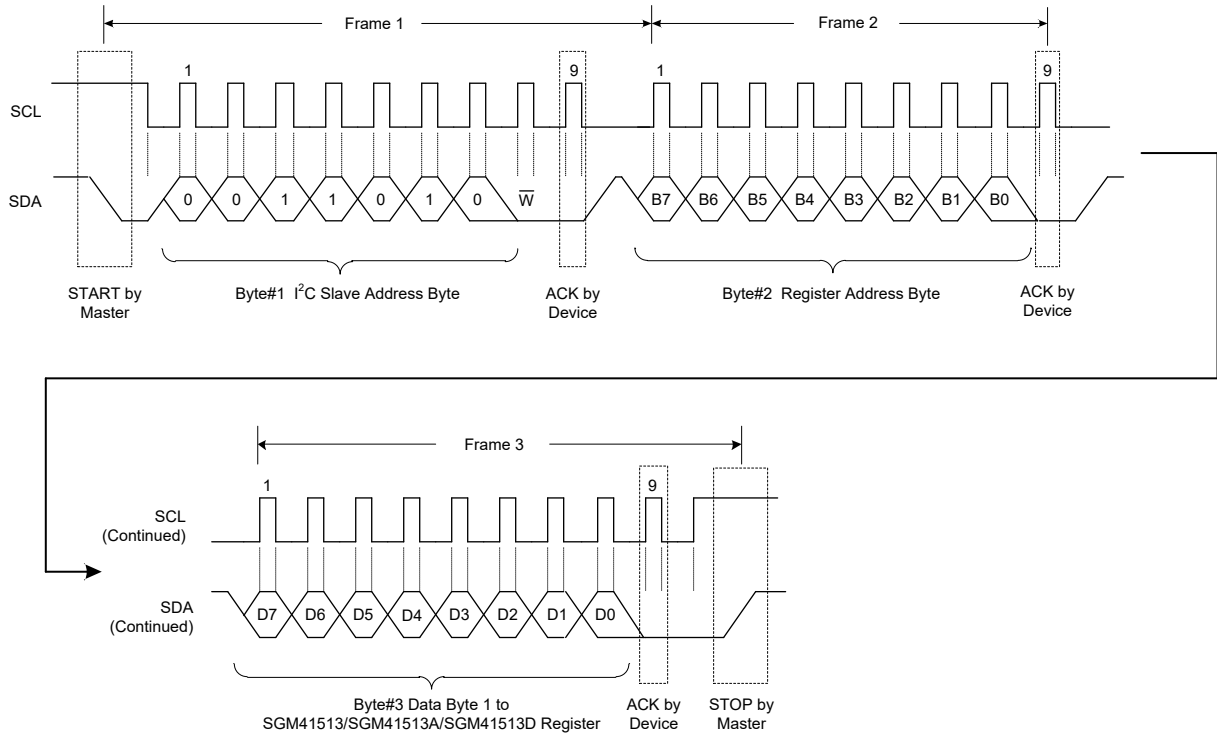 Frame 1
Frame 2
1
9
1
9
SCL
SDA
0 0 1 1 0 1 0 W̅
B7 B6 B5 B4 B3 B2 B1 B0
START by
Master
Byte#1 I²C Slave Address Byte
ACK by
Device
Byte#2 Register Address Byte
ACK by
Device
Frame 3
1
9
SCL
(Continued)
SDA
(Continued)
D7 D6 D5 D4 D3 D2 D1 D0
Byte#3 Data Byte 1 to
SGM41513/SGM41513A/SGM41513D Register
ACK by
Device
STOP by
Master